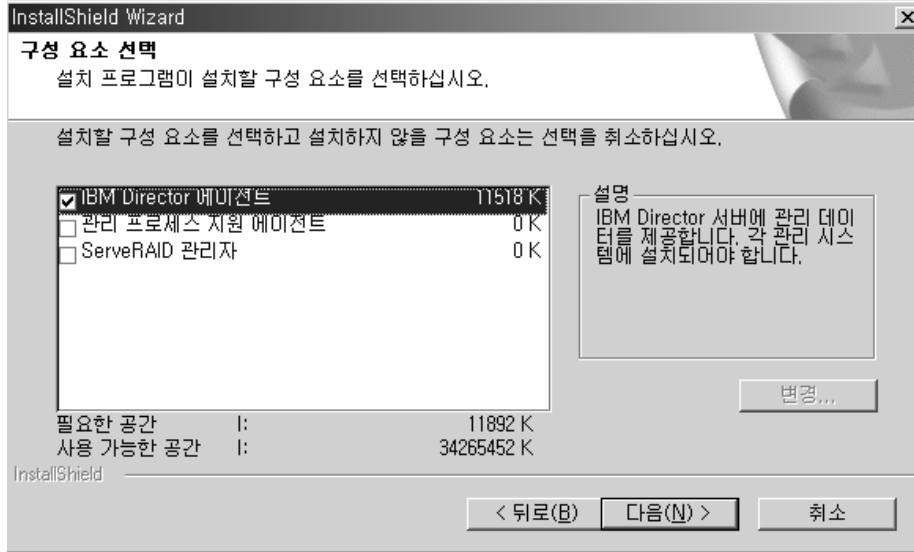 InstallShield Wizard
구성 요소 선택
설치 프로그램이 설치할 구성 요소를 선택하십시오.
설치할 구성 요소를 선택하고 설치하지 않을 구성 요소는 선택을 취소하십시오.
IBM Director 에이전트 11518 K
관리 프로세스 지원 에이전트 0 K
ServeRAID 관리자 0 K
설명
IBM Director 서버에 관리 데이
터를 제공합니다. 각 관리 시스
템에 설치되어야 합니다.
변경...
필요한 공간 I: 11892 K
사용 가능한 공간 I: 34265452 K
InstallShield
< 뒤로(B) 다음(N) > 취소